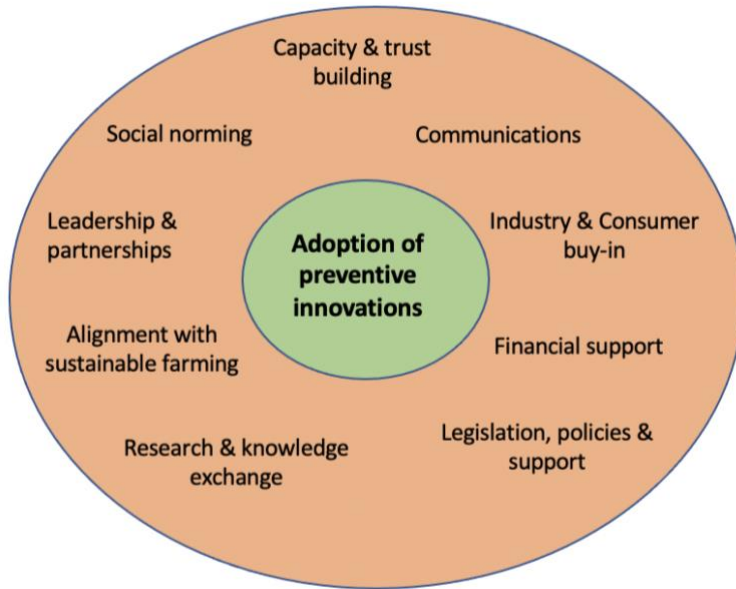 Capacity & trust
building
Social norming
Communications
Leadership &
partnerships
Adoption of
preventive
innovations
Industry & Consumer
buy-in
Alignment with
sustainable farming
Financial support
Research & knowledge
exchange
Legislation, policies &
support